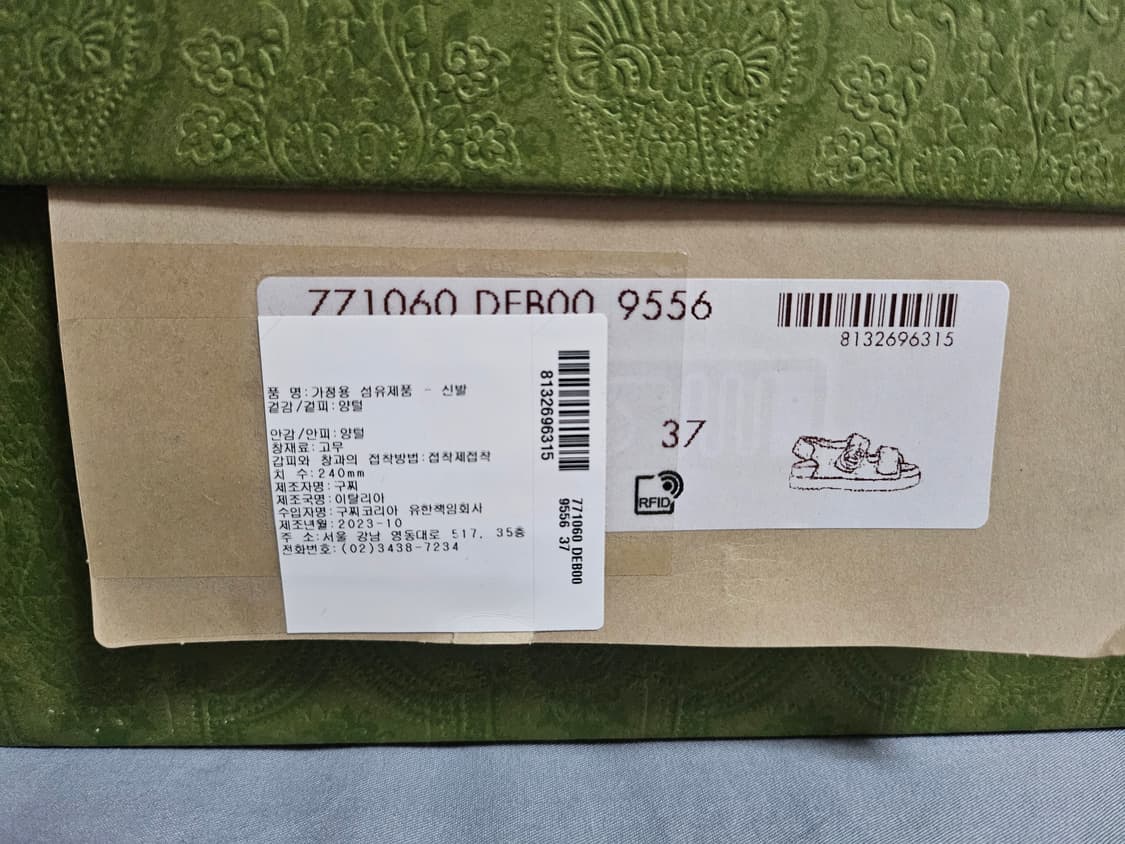 771060 DEB00 9556
8132696315
37
RFID
품 명:가정용 섬유제품 - 신발
겉감/겉피:양털
안감/안피:양털
창재료:고무
갑피와 창과의 접착방법:접착제접착
치 수:240mm
제조자명:구찌
제조국명:이탈리아
수입자명:구찌코리아 유한책임회사
제조년월:2023-10
주 소:서울 강남 영동대로 517, 35층
전화번호:(02)3438-7234
8132696315
771060 DEB00
9556 37